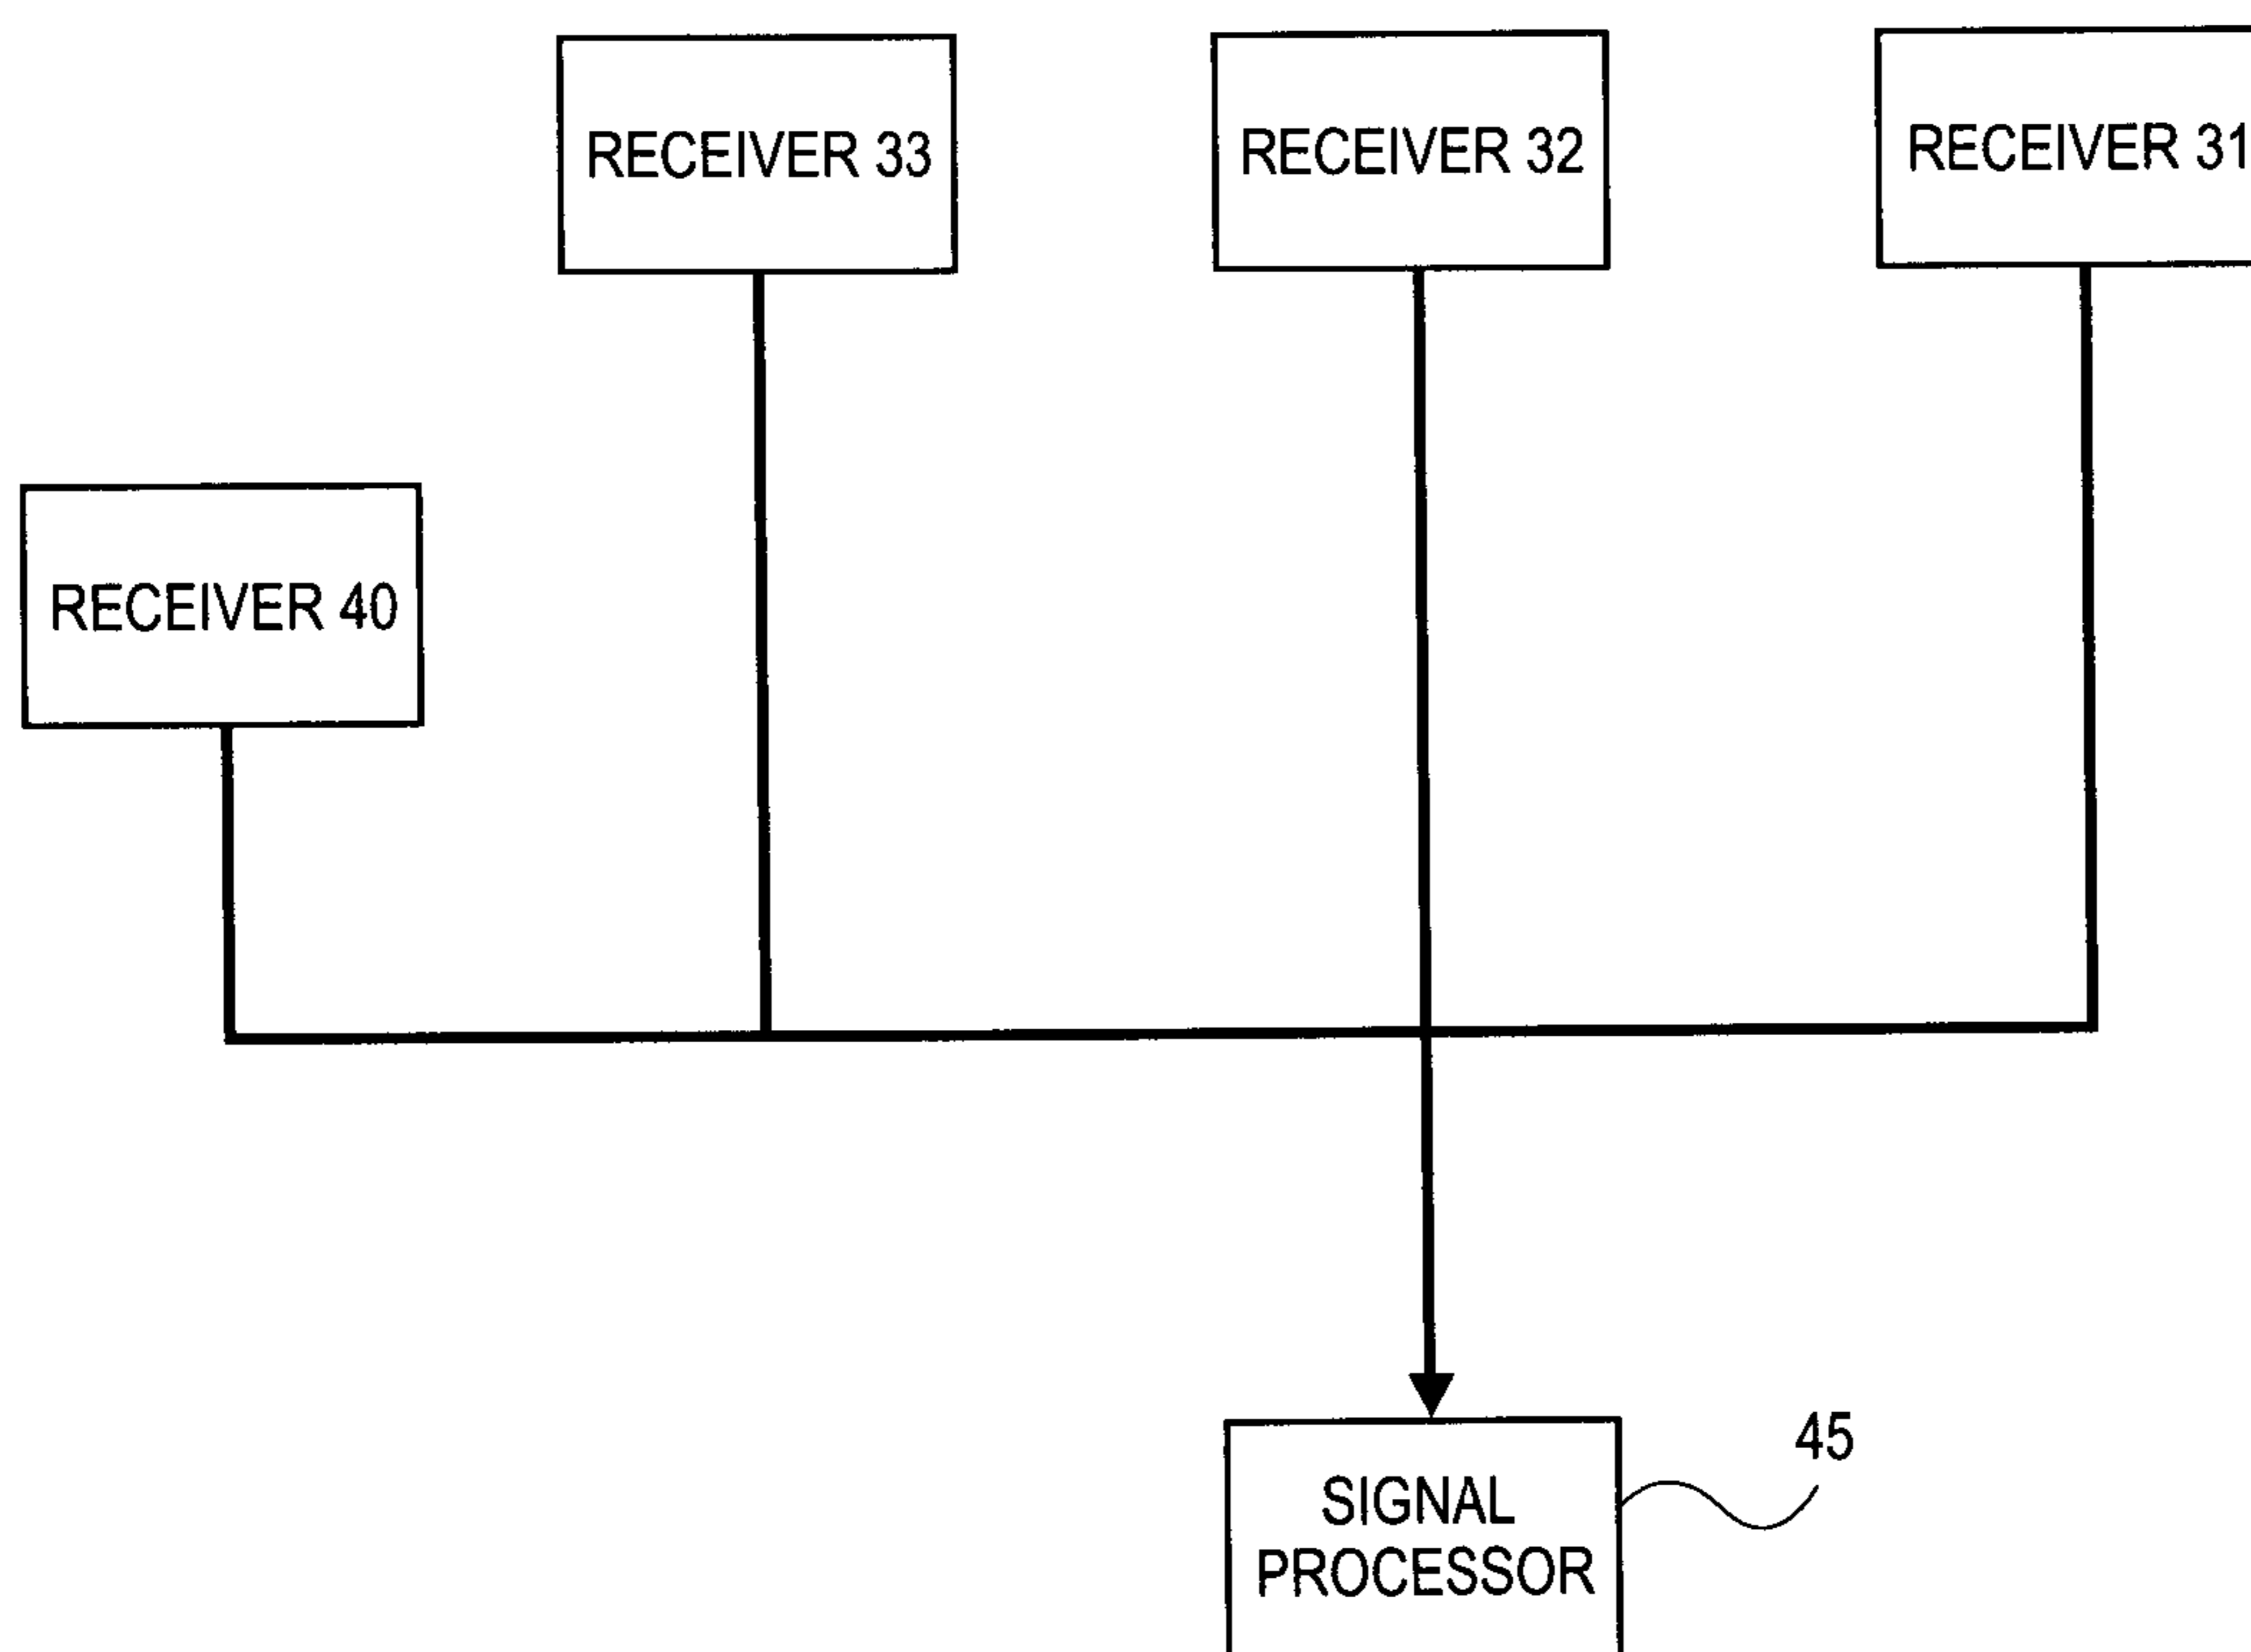 RECEIVER 33
RECEIVER 32
RECEIVER 31
RECEIVER 40
45
SIGNAL
PROCESSOR